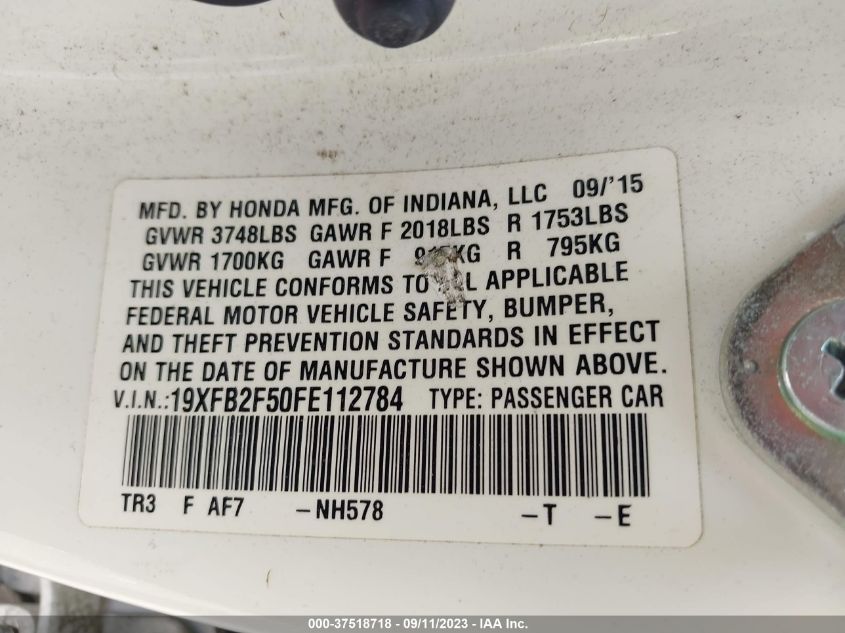 MFD. BY HONDA MFG. OF INDIANA, LLC 09/'15
GVWR 3748LBS GAWR F 2018LBS R 1753LBS
GVWR 1700KG GAWR F R 795KG
THIS VEHICLE CONFORMS TO APPLICABLE
FEDERAL MOTOR VEHICLE SAFETY, BUMPER,
AND THEFT PREVENTION STANDARDS IN EFFECT
ON THE DATE OF MANUFACTURE SHOWN ABOVE.
V.I.N.:19XFB2F50FE112784 TYPE: PASSENGER CAR
TR3 F AF7 -NH578 -T -E
000-37518718 - 09/11/2023 - IAA Inc.